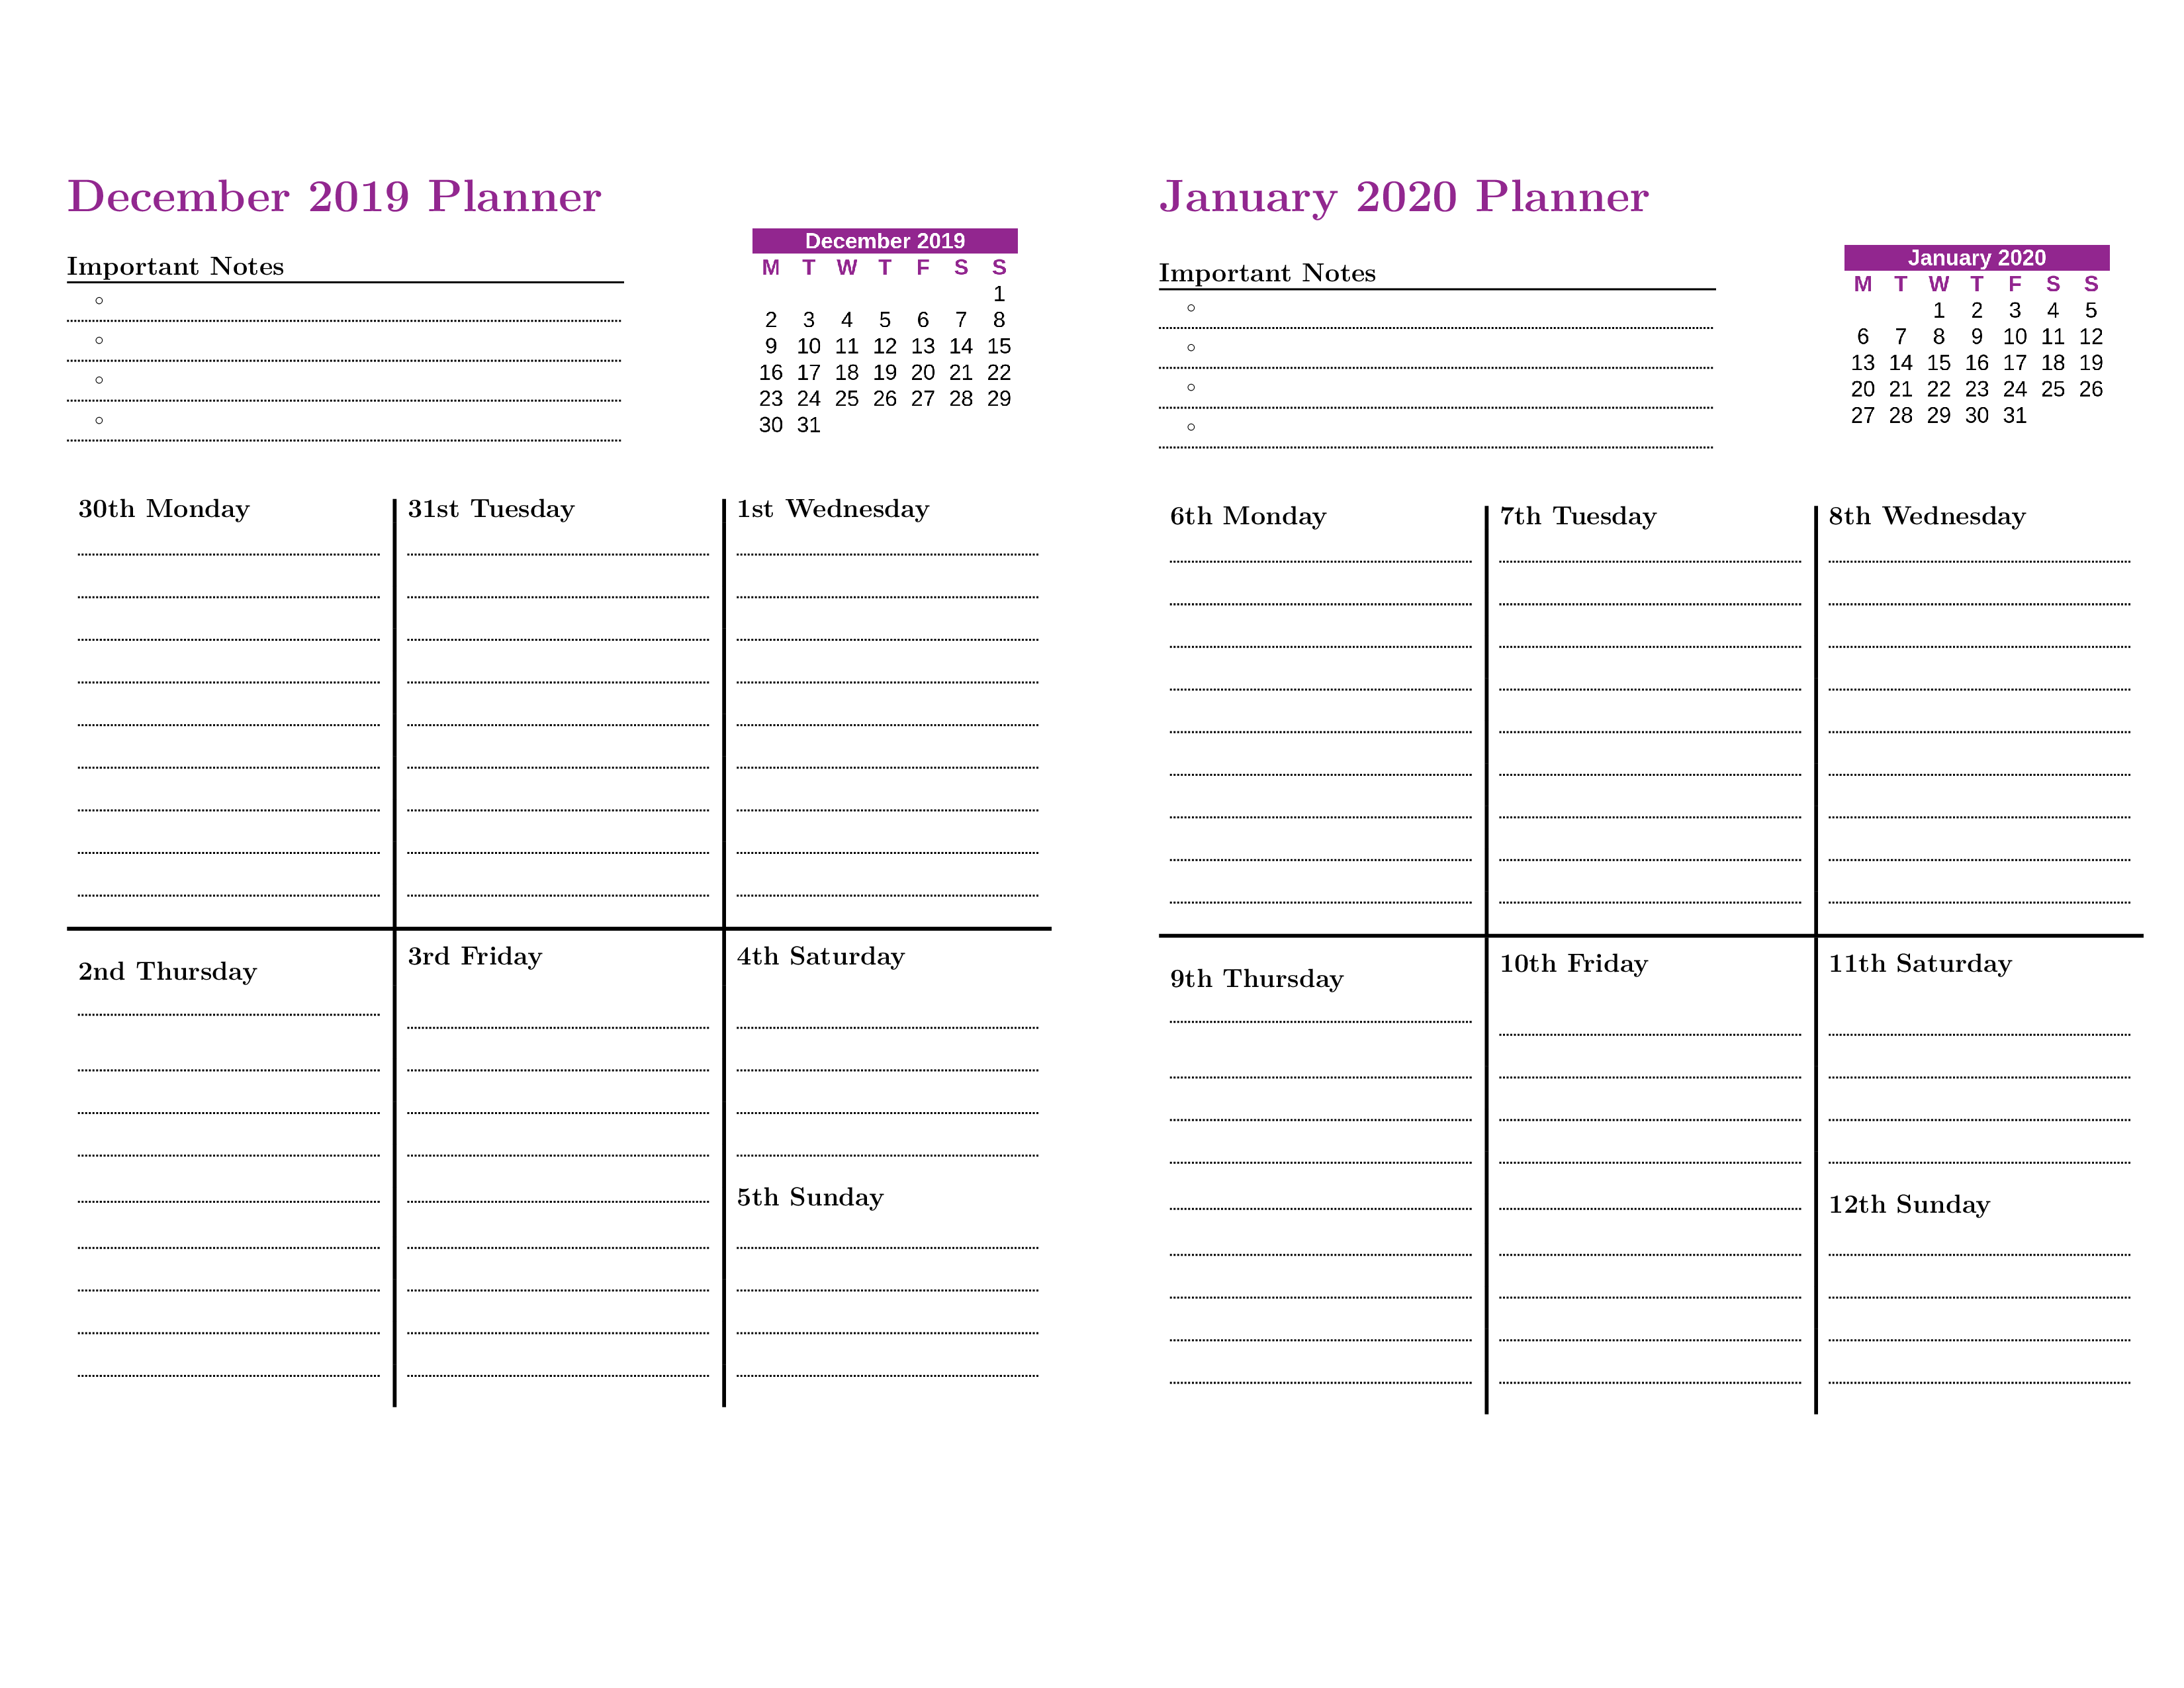 December 2019 Planner
Important Notes
December 2019
M T W T F S S
1
2 3 4 5 6 7 8
9 10 11 12 13 14 15
16 17 18 19 20 21 22
23 24 25 26 27 28 29
30 31
30th Monday
31st Tuesday
1st Wednesday
2nd Thursday
3rd Friday
4th Saturday
5th Sunday
January 2020 Planner
Important Notes
January 2020
M T W T F S S
1 2 3 4 5
6 7 8 9 10 11 12
13 14 15 16 17 18 19
20 21 22 23 24 25 26
27 28 29 30 31
6th Monday
7th Tuesday
8th Wednesday
9th Thursday
10th Friday
11th Saturday
12th Sunday